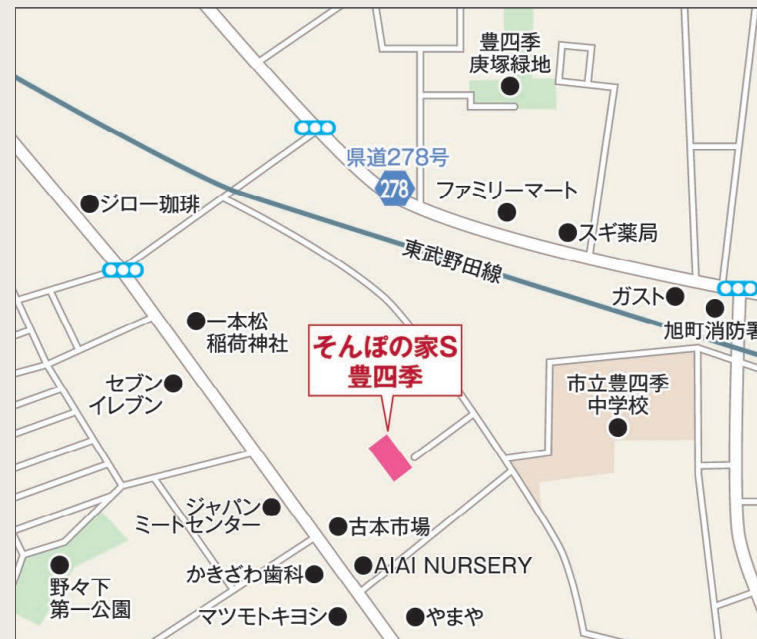 豊四季
庚塚緑地
県道278号
278
ファミリーマート
ジロー珈琲
スギ薬局
東武野田線
ガスト
旭町消防署
一本松
稲荷神社
そんぽの家S
豊四季
市立豊四季
中学校
セブン
イレブン
ジャパン
ミートセンター
古本市場
AIAI NURSERY
かきざわ歯科
野々下
第一公園
マツモトキヨシ
やまや